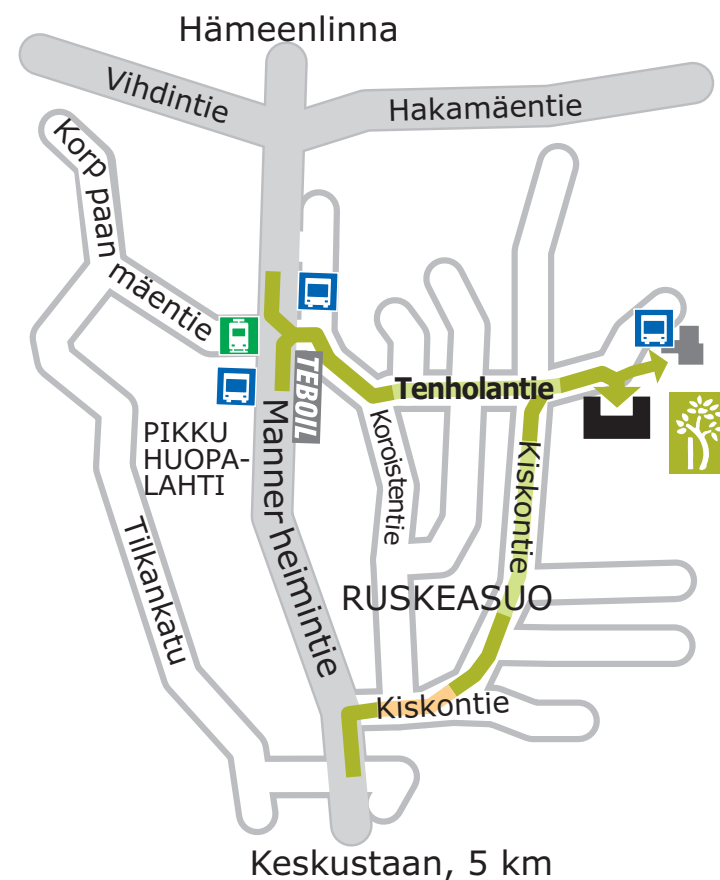 Hämeenlinna
Vihdintie
Hakamäentie
Korp paan
mäentie
TEBOIL
Tenholantie
PIKKU
HUOPA-
LAHTI
Manner heimintie
Koroistentie
Kiskontie
Tilkankatu
RUSKEASUO
Kiskontie
Keskustaan, 5 km